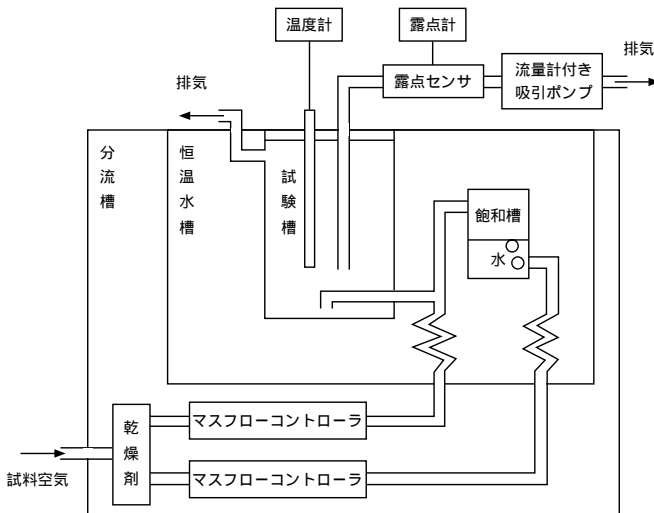 温度計
露点計
排気
露点センサ
流量計付き
吸引ポンプ
排気
分流槽
恒温水槽
試験槽
飽和槽
水
マスフローコントローラ
乾燥剤
試料空気
マスフローコントローラ